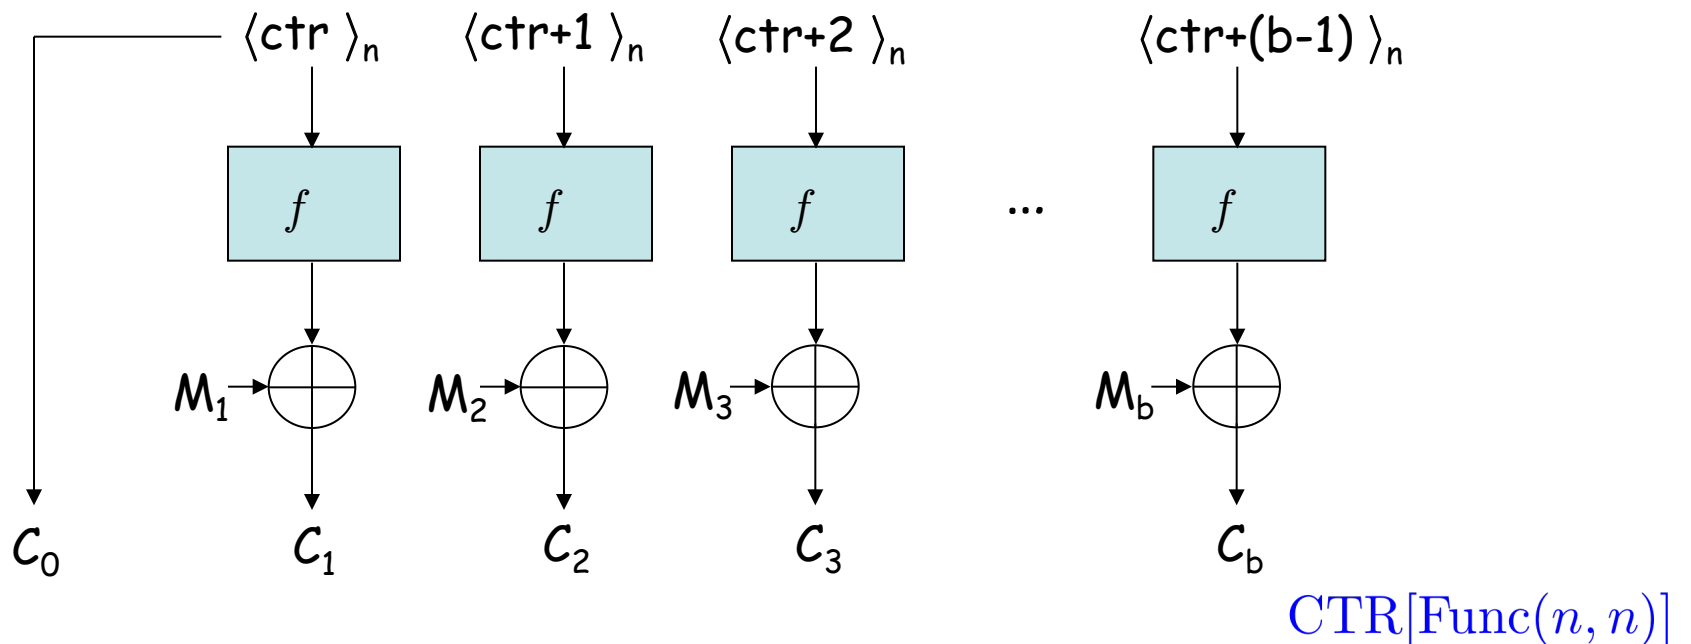 ⟨ctr ⟩n ⟨ctr+1 ⟩n ⟨ctr+2 ⟩n ⟨ctr+(b-1) ⟩n
f f f ... f
M1 M2 M3 Mb
C0 C1 C2 C3 Cb
CTR[Func(n, n)]